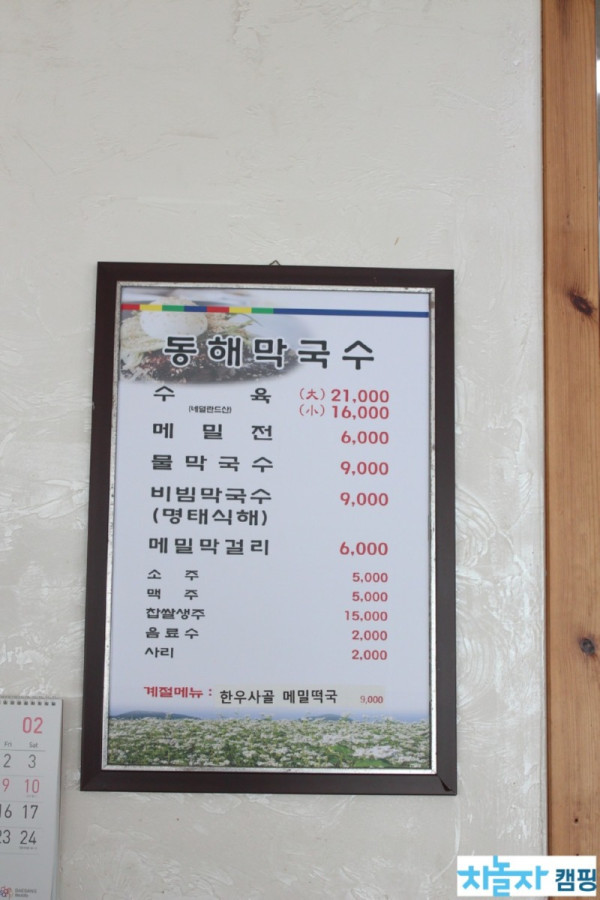 동해막국수
수 육 (大) 21,000
(네덜란드산) (小) 16,000
메 밀 전 6,000
물막국수 9,000
비빔막국수 9,000
(명태식해)
메밀막걸리 6,000
소 주 5,000
맥 주 5,000
찹쌀생주 15,000
음료수 2,000
사리 2,000
계절메뉴 : 한우사골 메밀떡국 9,000
02
Fri Sat
2 3
9 10
16 17
23 24
차놀자 캠핑